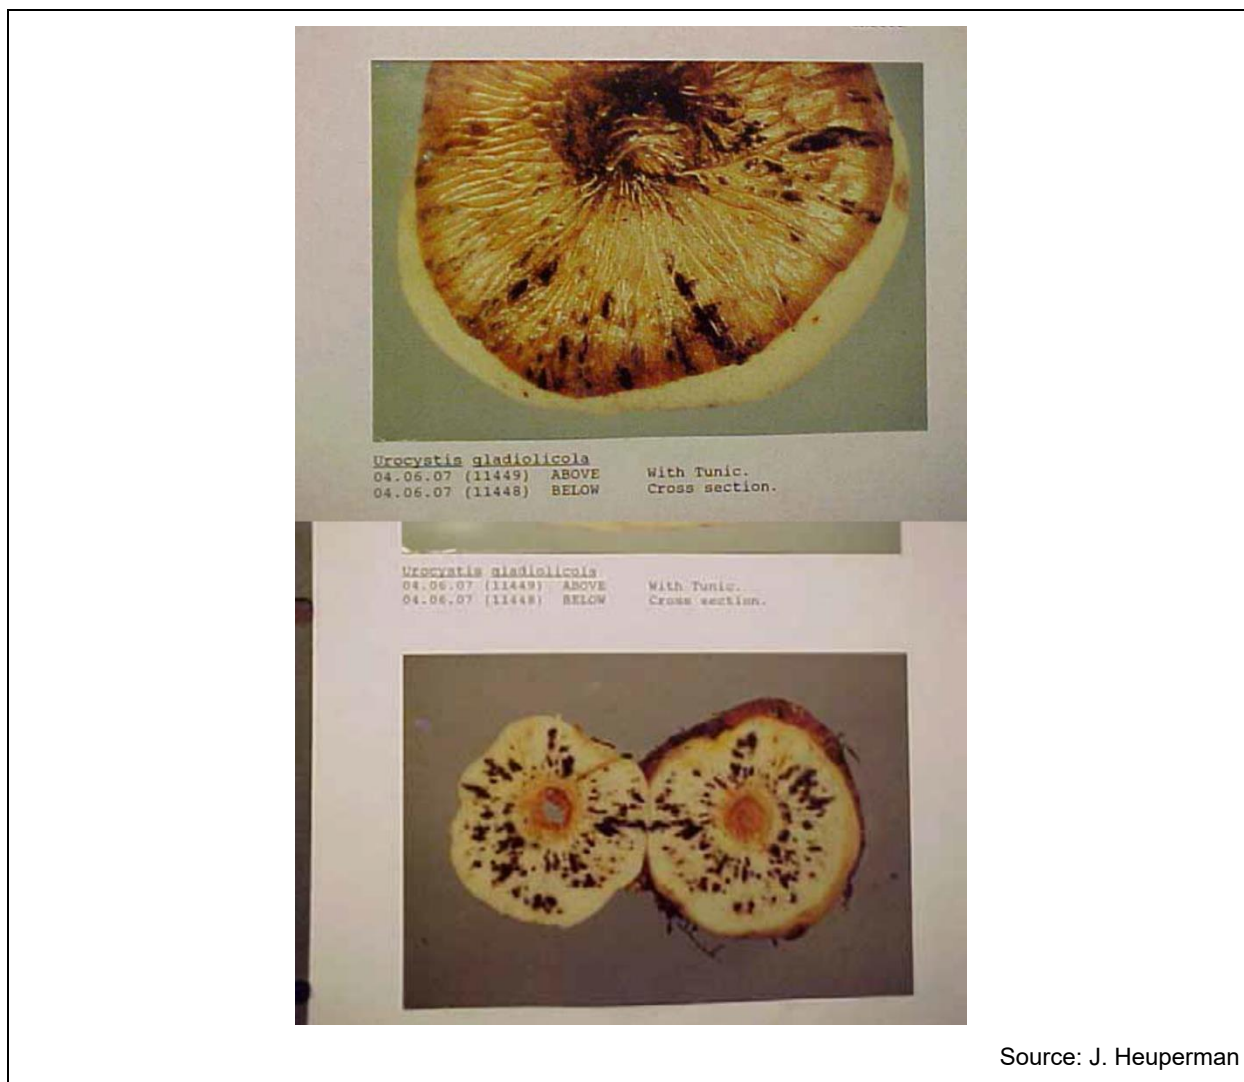 Urocystis gladiolicola
04.06.07 (11449) ABOVE With Tunic.
04.06.07 (11448) BELOW Cross section.
Urocystis gladiolicola
04.06.07 (11449) ABOVE With Tunic.
04.06.07 (11448) BELOW Cross section.
Source: J. Heuperman